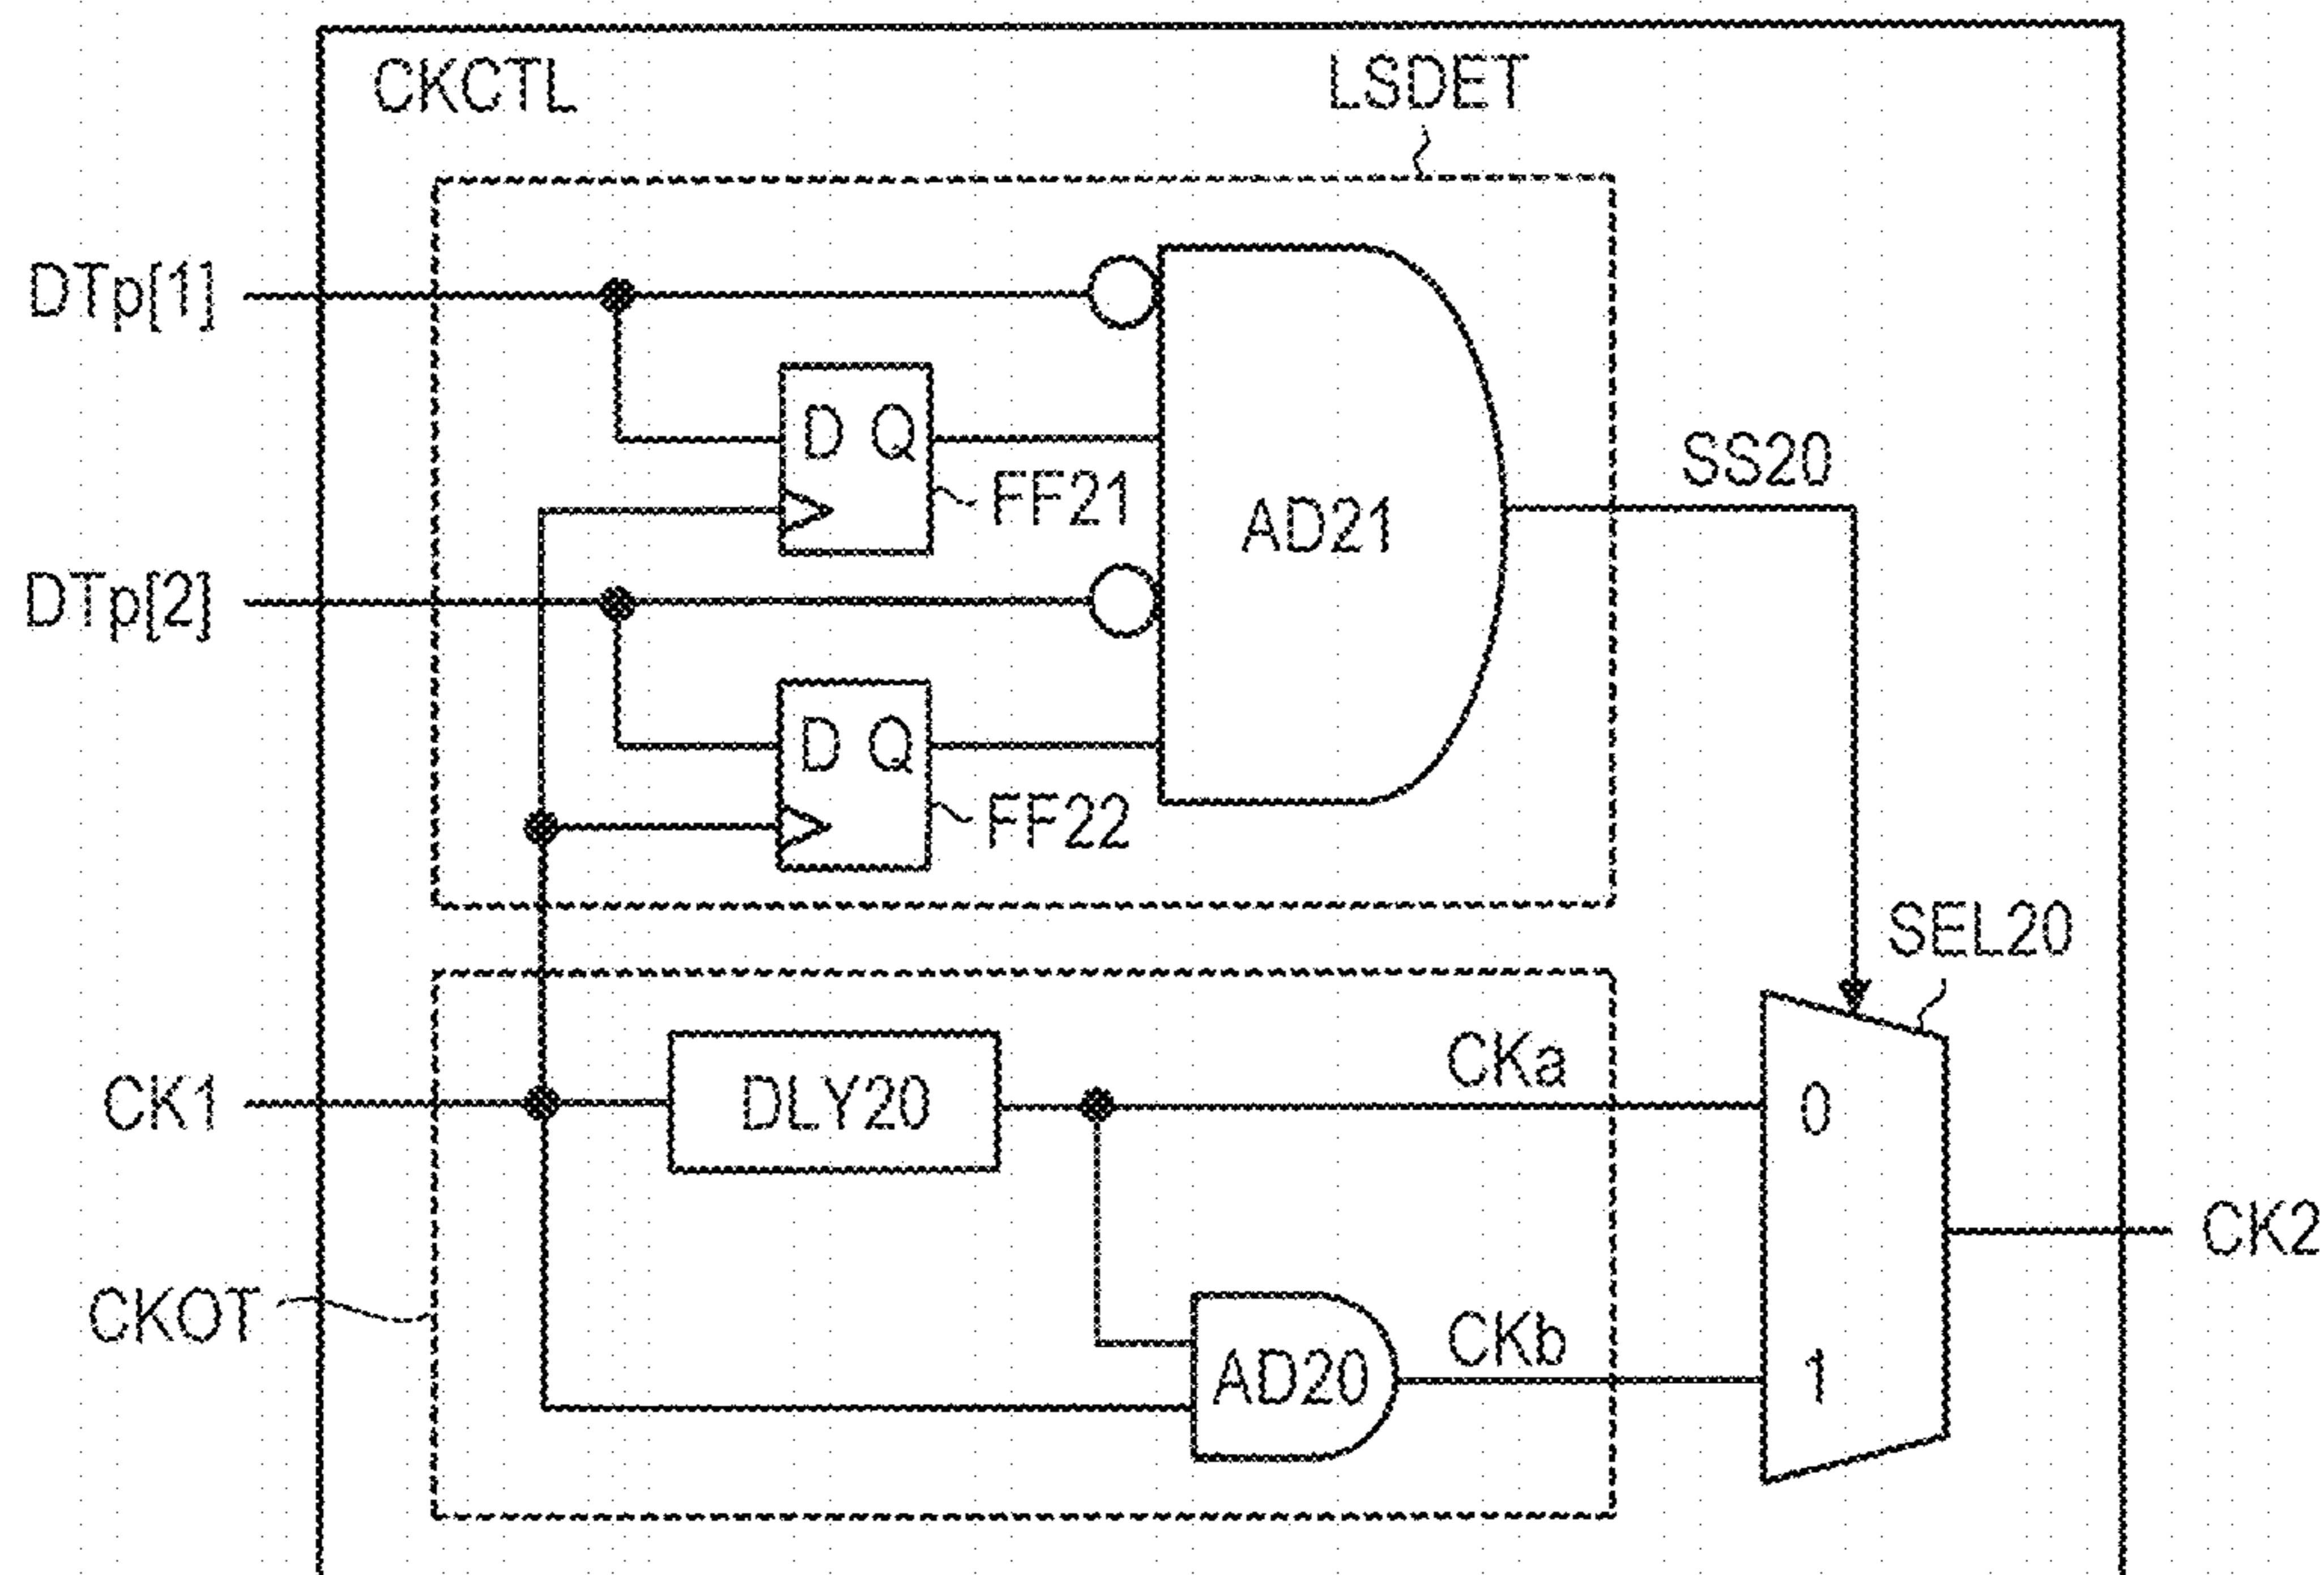 CKCTL
LSDET
DTp[1]
D Q
FF21
SS20
AD21
DTp[2]
D Q
FF22
SEL20
CK1
DLY20
CKa
0
CK2
CKOT
AD20
CKb
1